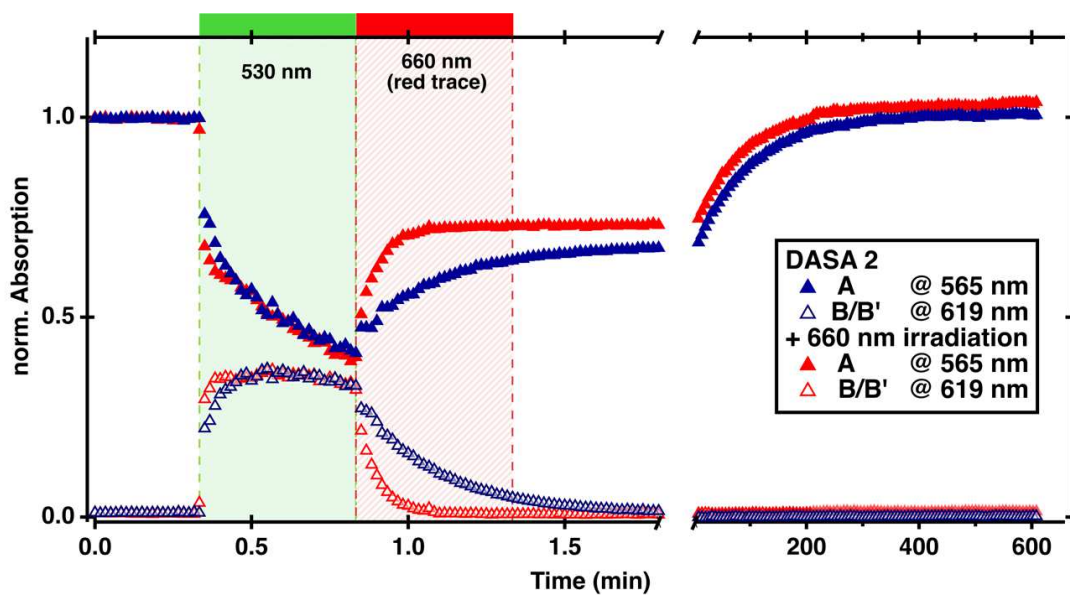 530 nm
660 nm
(red trace)
norm. Absorption
1.0
0.5
0.0
0.0 0.5 1.0 1.5 200 400 600
Time (min)
DASA 2
A @ 565 nm
B/B' @ 619 nm
+ 660 nm irradiation
A @ 565 nm
B/B' @ 619 nm